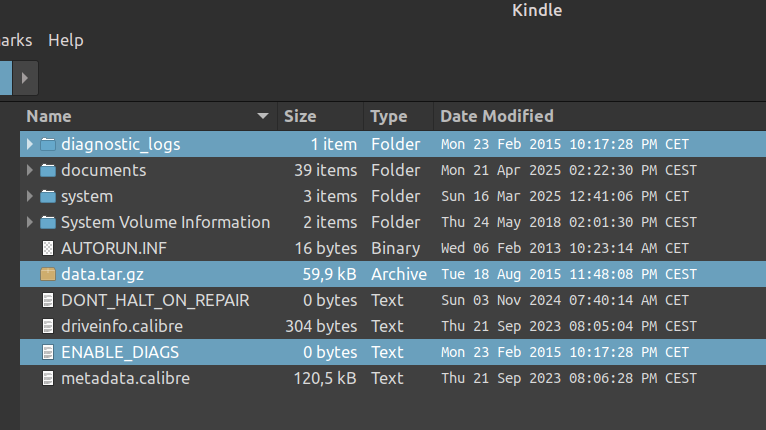 Kindle
arks Help
Name Size Type Date Modified
diagnostic_logs 1 item Folder Mon 23 Feb 2015 10:17:28 PM CET
documents 39 items Folder Mon 21 Apr 2025 02:22:30 PM CEST
system 3 items Folder Sun 16 Mar 2025 12:41:06 PM CET
System Volume Information 2 items Folder Thu 24 May 2018 02:01:30 PM CEST
AUTORUN.INF 16 bytes Binary Wed 06 Feb 2013 10:23:14 AM CET
data.tar.gz 59,9 kB Archive Tue 18 Aug 2015 11:48:08 PM CEST
DONT_HALT_ON_REPAIR 0 bytes Text Sun 03 Nov 2024 07:40:14 AM CET
driveinfo.calibre 304 bytes Text Thu 21 Sep 2023 08:05:04 PM CEST
ENABLE_DIAGS 0 bytes Text Mon 23 Feb 2015 10:17:28 PM CET
metadata.calibre 120,5 kB Text Thu 21 Sep 2023 08:06:28 PM CEST